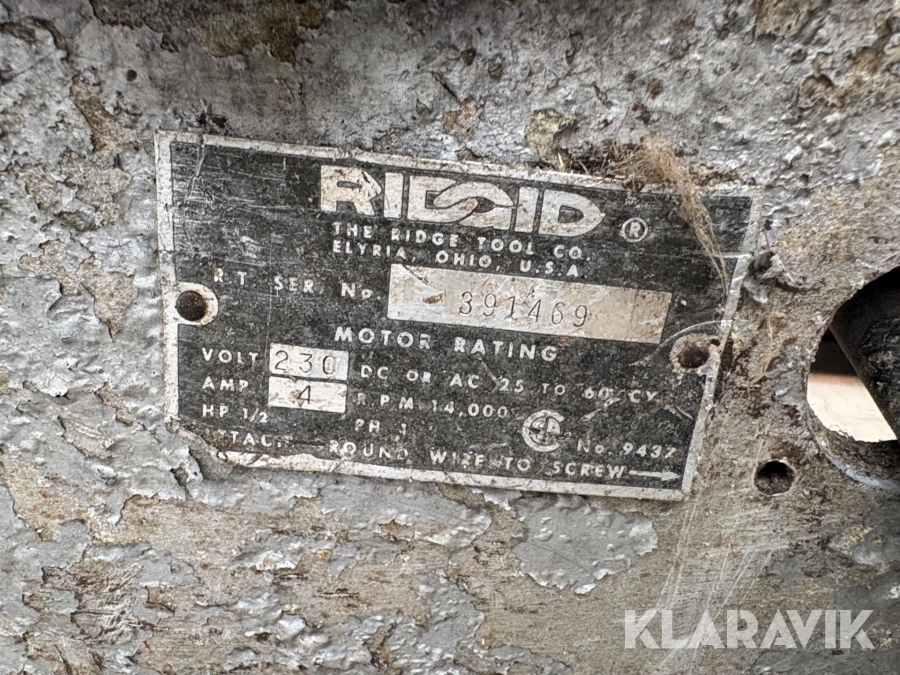 RIDGID ®
THE RIDGE TOOL CO.
ELYRIA, OHIO, U.S.A.
R.T. SER. No. 391469
MOTOR RATING
VOLT 230 DC OR AC 25 TO 60 CY.
AMP 4 R.P.M. 14,000
HP 1/2 PH 1 No. 9437
ATTACH ROUND WIRE TO SCREW
KLARAVIK